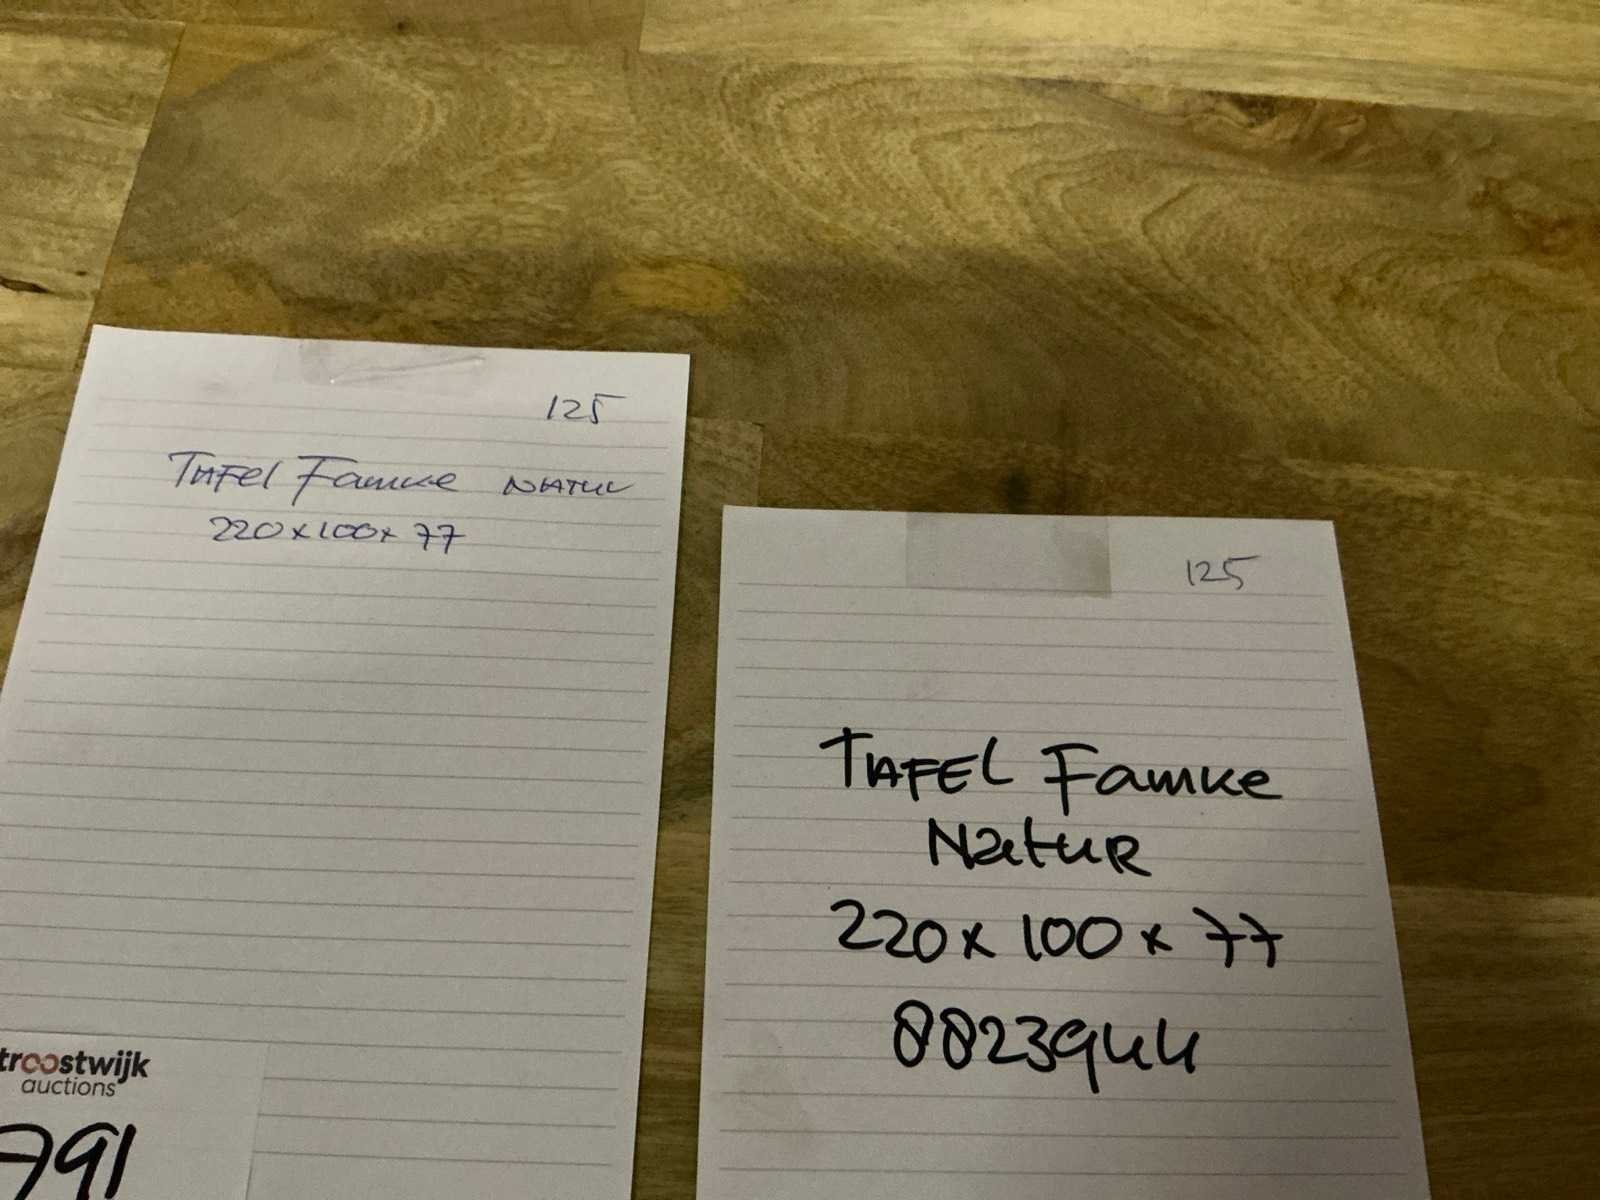 125
Tafel Famke Natur
220x100x77
troostwijk
auctions
791
125
TAFEL Famke
Natur
220x100x77
8823944